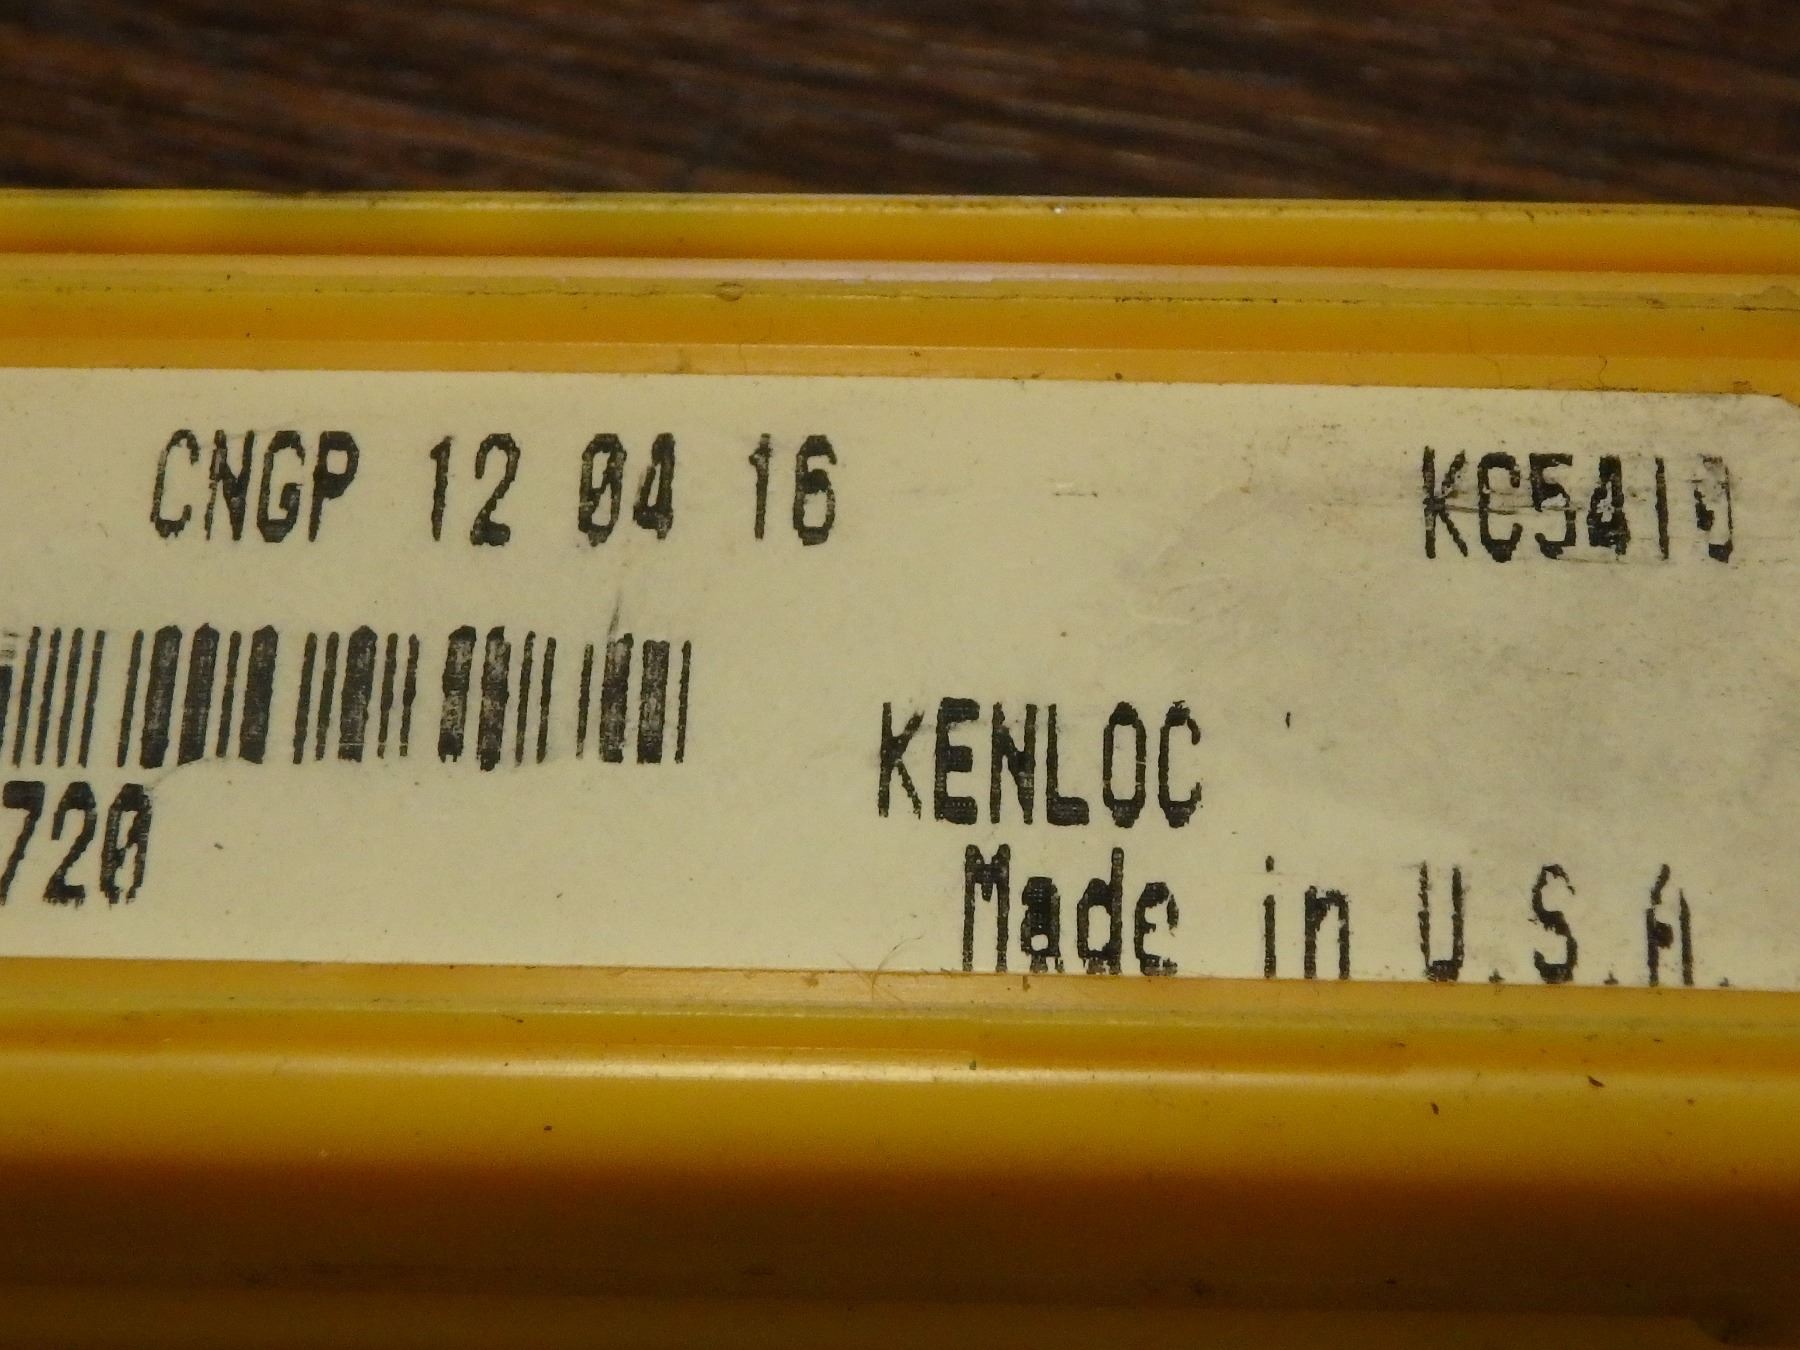 CNGP 12 04 16 KC5410
720
KENLOC
Made in U.S.A.